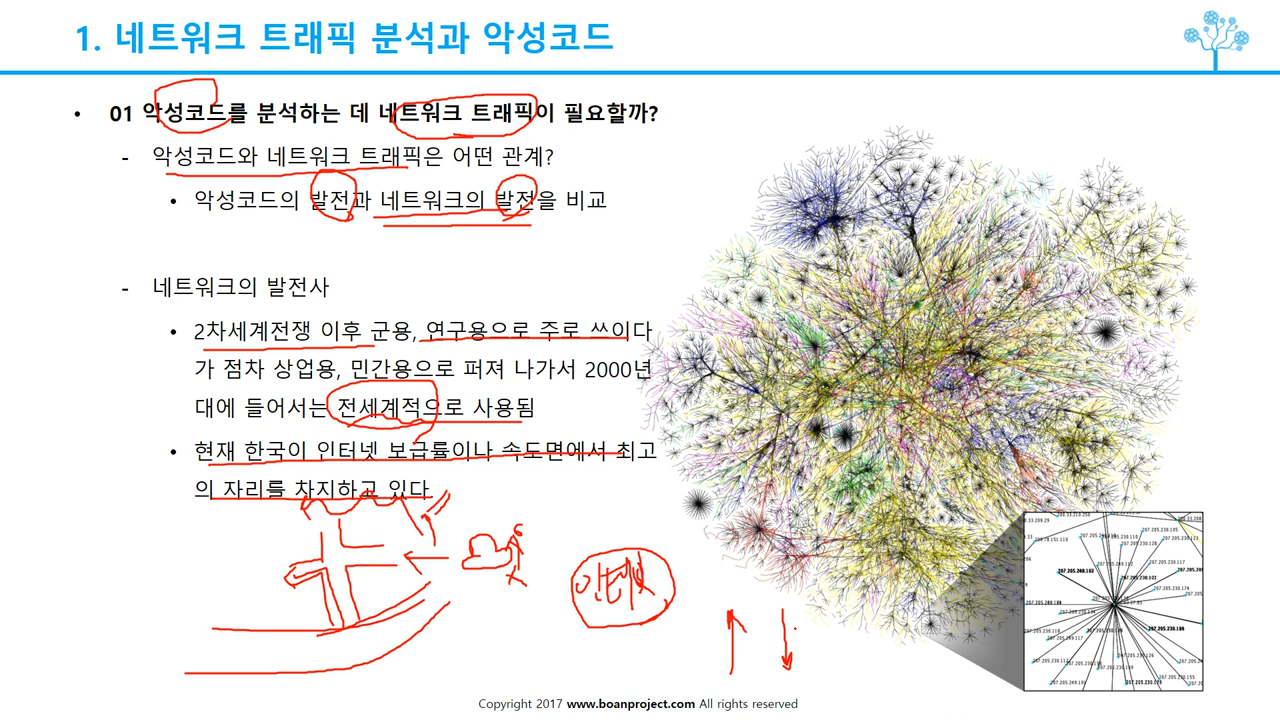 1. 네트워크 트래픽 분석과 악성코드
• 01 악성코드를 분석하는 데 네트워크 트래픽이 필요할까?
- 악성코드와 네트워크 트래픽은 어떤 관계?
• 악성코드의 발전과 네트워크의 발전을 비교
- 네트워크의 발전사
• 2차세계전쟁 이후 군용, 연구용으로 주로 쓰이다
가 점차 상업용, 민간용으로 퍼져 나가서 2000년
대에 들어서는 전세계적으로 사용됨
• 현재 한국이 인터넷 보급률이나 속도면에서 최고
의 자리를 차지하고 있다
인터넷
Copyright 2017 www.boanproject.com All rights reserved